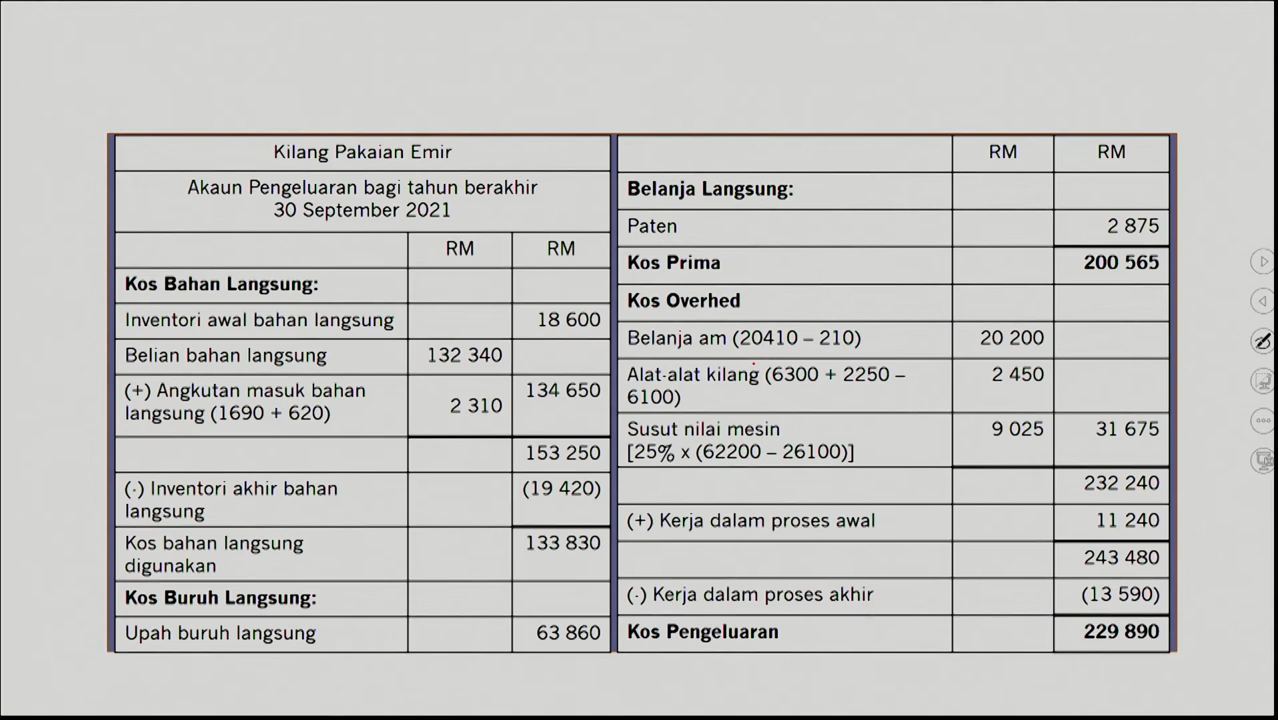 Kilang Pakaian Emir
Akaun Pengeluaran bagi tahun berakhir
30 September 2021
RM RM
Kos Bahan Langsung:
Inventori awal bahan langsung 18 600
Belian bahan langsung 132 340
(+) Angkutan masuk bahan
langsung (1690 + 620) 2 310 134 650
153 250
(-) Inventori akhir bahan
langsung (19 420)
Kos bahan langsung
digunakan 133 830
Kos Buruh Langsung:
Upah buruh langsung 63 860
RM RM
Belanja Langsung:
Paten 2 875
Kos Prima 200 565
Kos Overhed
Belanja am (20410 – 210) 20 200
Alat-alat kilang (6300 + 2250 –
6100) 2 450
Susut nilai mesin
[25% x (62200 – 26100)] 9 025 31 675
232 240
(+) Kerja dalam proses awal 11 240
243 480
(-) Kerja dalam proses akhir (13 590)
Kos Pengeluaran 229 890